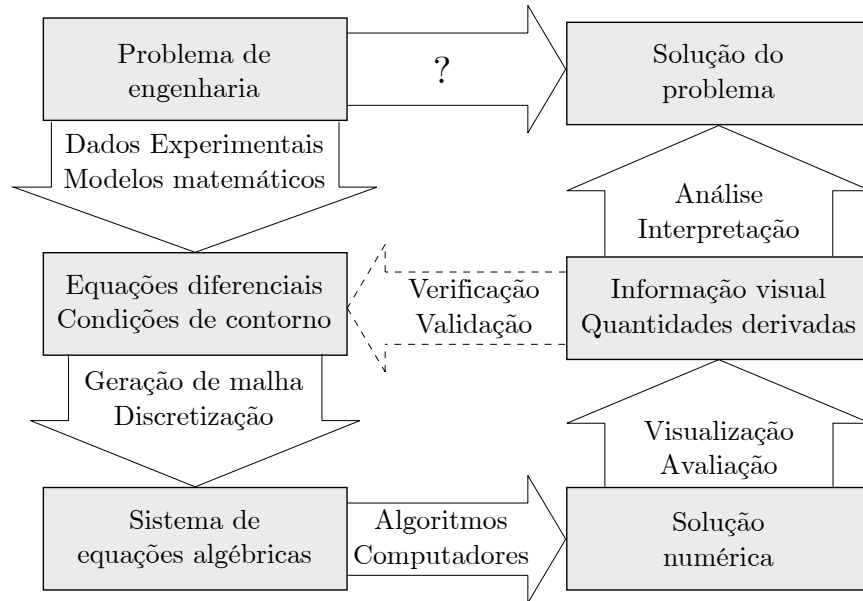 Problema de
engenharia
?
Solução do
problema
Dados Experimentais
Modelos matemáticos
Análise
Interpretação
Equações diferenciais
Condições de contorno
Verificação
Validação
Informação visual
Quantidades derivadas
Geração de malha
Discretização
Visualização
Avaliação
Sistema de
equações algébricas
Algoritmos
Computadores
Solução
numérica